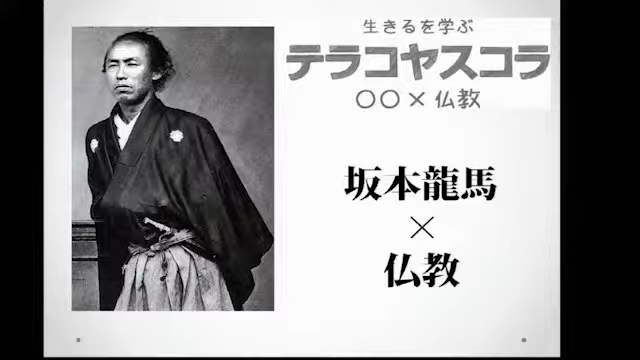 生きるを学ぶ
テラコヤスコラ
〇〇×仏教
坂本龍馬
×
仏教